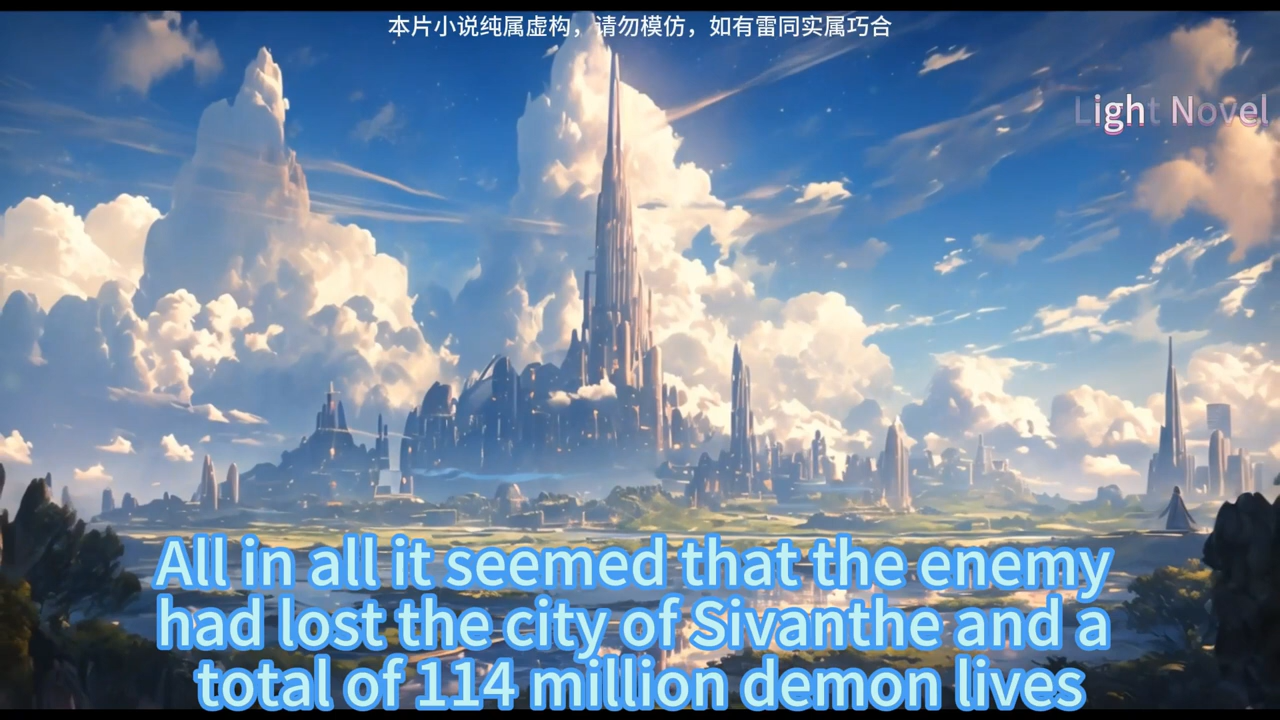 本片小说纯属虚构，请勿模仿，如有雷同实属巧合
Light Novel
All in all it seemed that the enemy
had lost the city of Sivanthe and a
total of 114 million demon lives